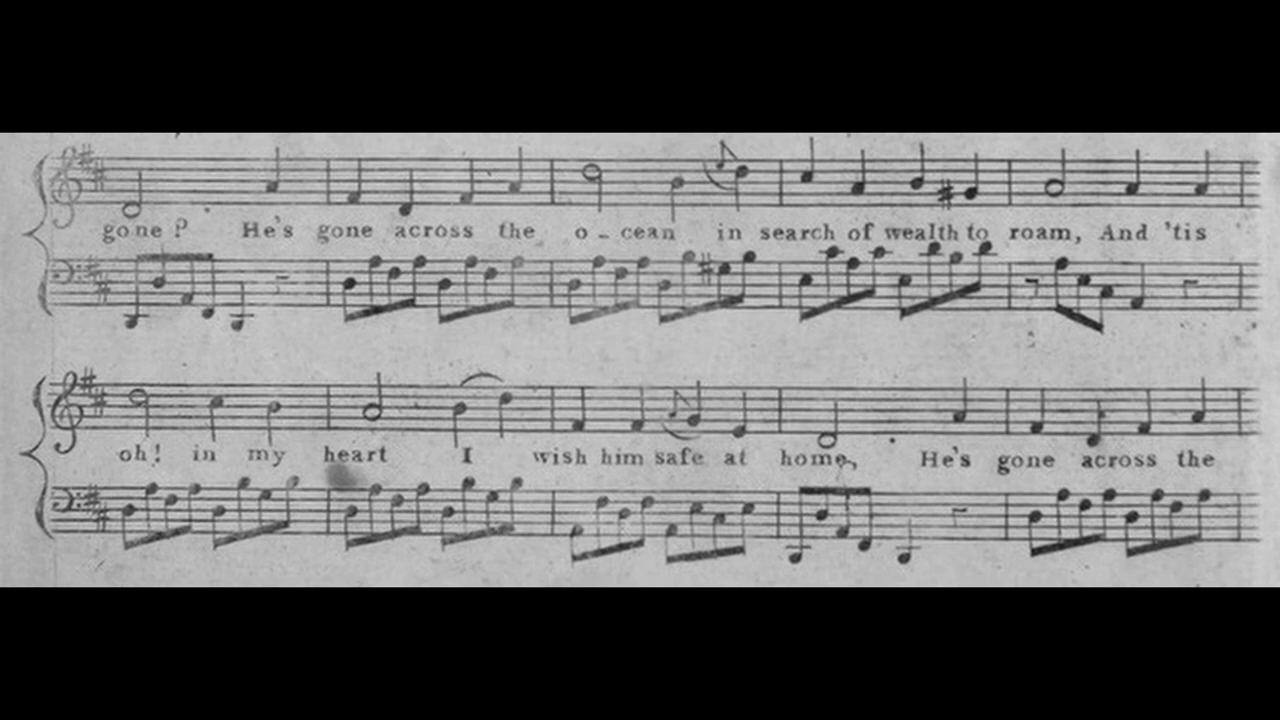 gone? He's gone across the o-cean in search of wealth to roam, And 'tis
oh! in my heart I wish him safe at home, He's gone across the